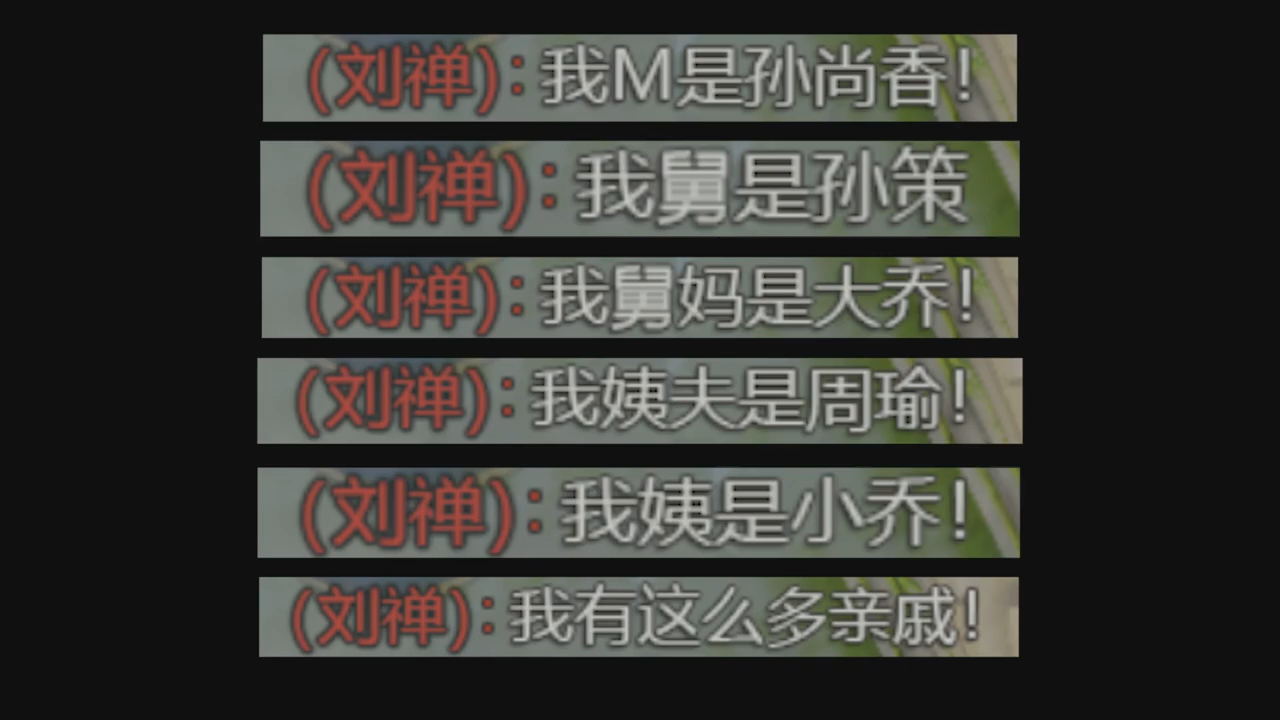 (刘禅):我M是孙尚香!
(刘禅):我舅是孙策
(刘禅):我舅妈是大乔!
(刘禅):我姨夫是周瑜!
(刘禅):我姨是小乔!
(刘禅):我有这么多亲戚!